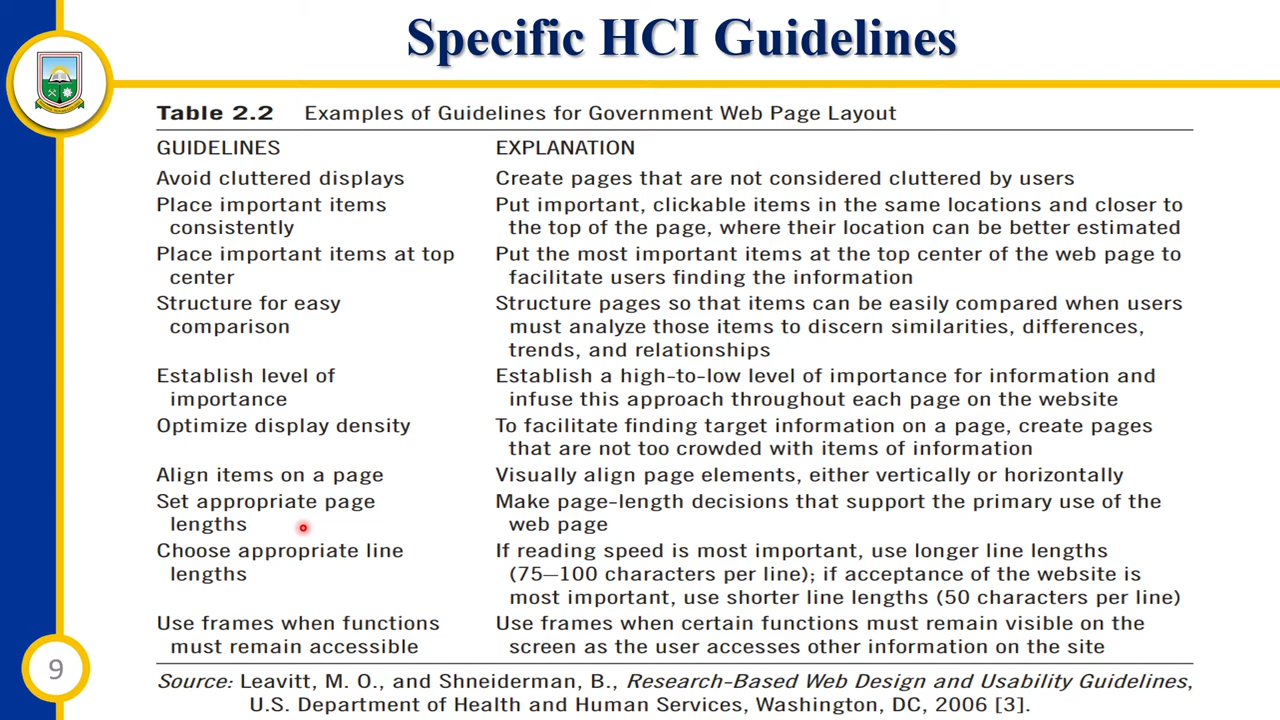 Specific HCI Guidelines
Table 2.2 Examples of Guidelines for Government Web Page Layout
GUIDELINES EXPLANATION
Avoid cluttered displays Create pages that are not considered cluttered by users
Place important items Put important, clickable items in the same locations and closer to
consistently the top of the page, where their location can be better estimated
Place important items at top Put the most important items at the top center of the web page to
center facilitate users finding the information
Structure for easy Structure pages so that items can be easily compared when users
comparison must analyze those items to discern similarities, differences,
trends, and relationships
Establish level of Establish a high-to-low level of importance for information and
importance infuse this approach throughout each page on the website
Optimize display density To facilitate finding target information on a page, create pages
that are not too crowded with items of information
Align items on a page Visually align page elements, either vertically or horizontally
Set appropriate page Make page-length decisions that support the primary use of the
lengths web page
Choose appropriate line If reading speed is most important, use longer line lengths
lengths (75–100 characters per line); if acceptance of the website is
most important, use shorter line lengths (50 characters per line)
Use frames when functions Use frames when certain functions must remain visible on the
must remain accessible screen as the user accesses other information on the site
Source: Leavitt, M. O., and Shneiderman, B., Research-Based Web Design and Usability Guidelines,
U.S. Department of Health and Human Services, Washington, DC, 2006 [3].
9